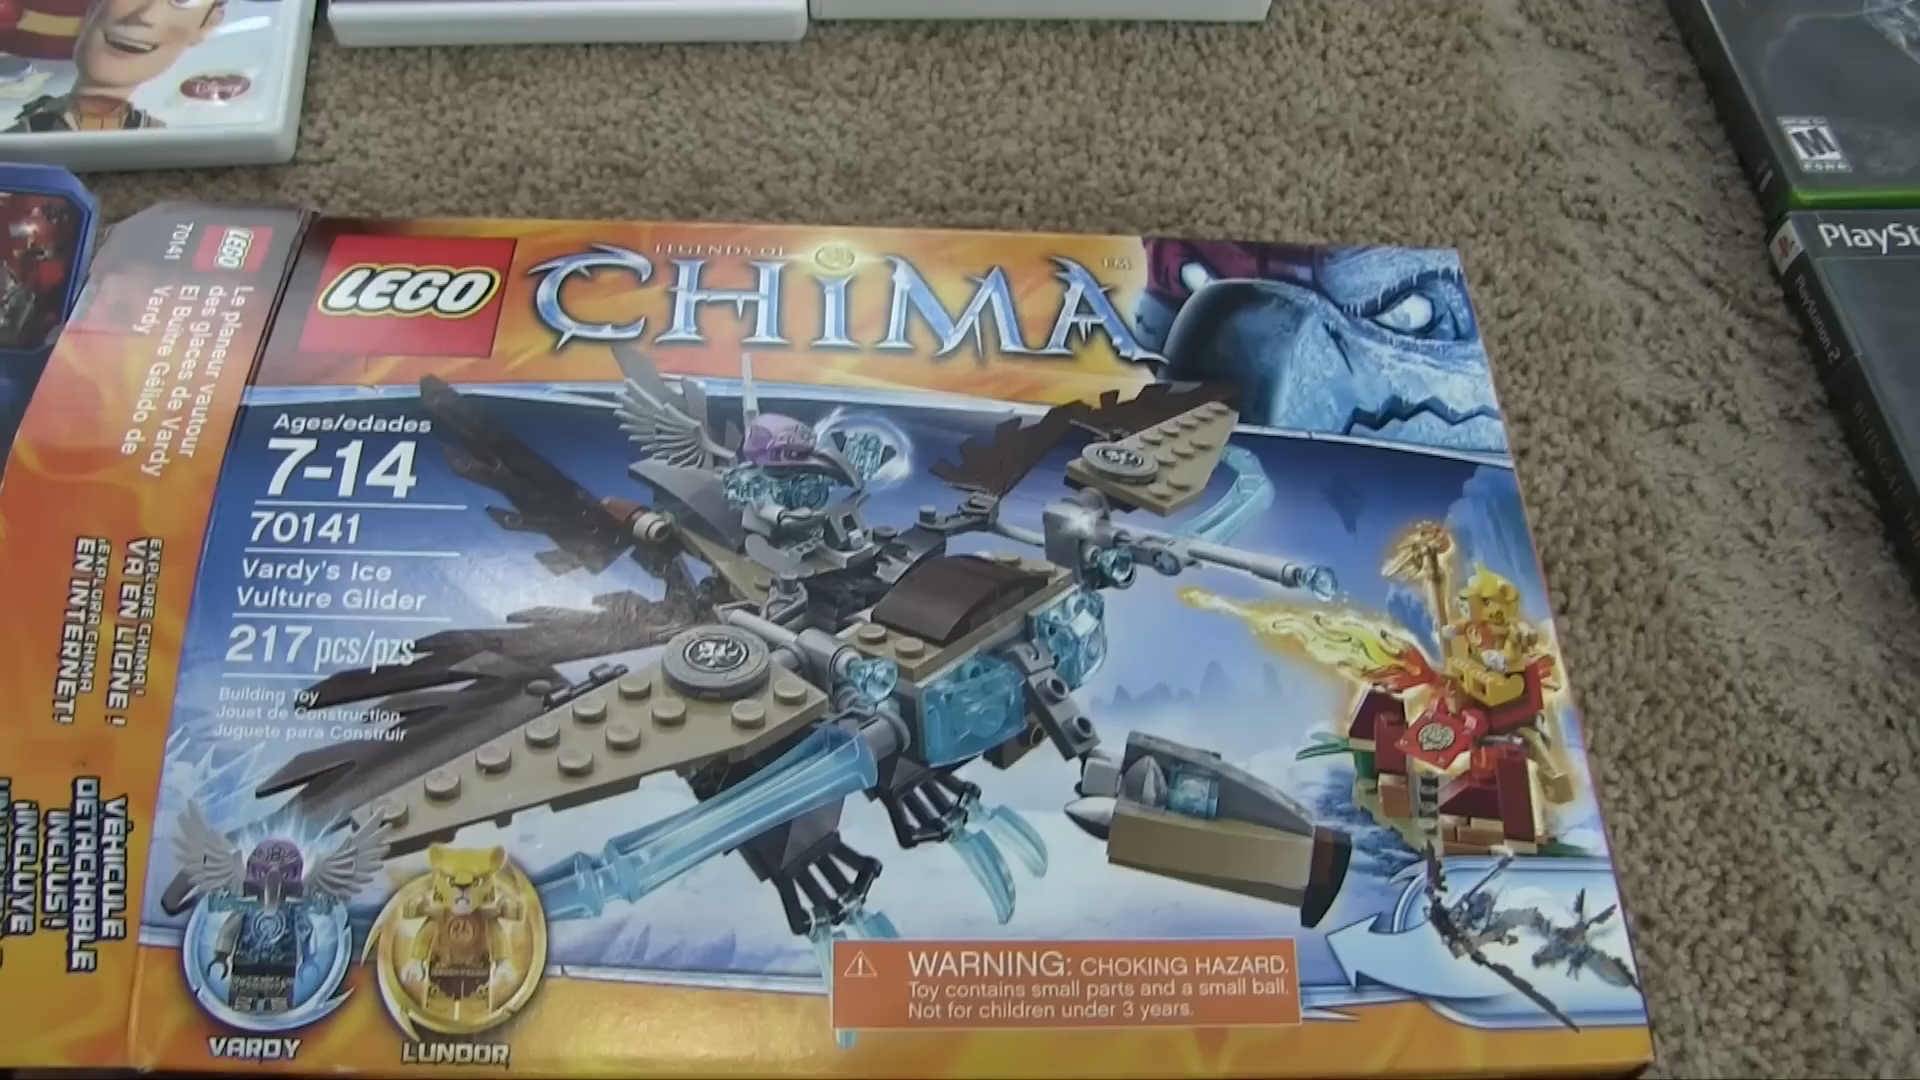 Disney
M
PlaySt
PlayStation 2
70141
LEGO
Le planeur vautour
des glaces de Vardy
El Buitre Gélido de
Vardy
EXPLORE CHIMA
VA EN LIGNE !
¡EXPLORA CHIMA
EN INTERNET!
VÉHICULE
DÉTACHABLE
INCLUS!
¡INCLUYE
LEGO
LEGENDS OF
CHIMA
TM
Ages/edades
7-14
70141
Vardy's Ice
Vulture Glider
217 pcs/pzs
Building Toy
Jouet de Construction
Juguete para Construir
VARDY
LUNDOR
WARNING: CHOKING HAZARD.
Toy contains small parts and a small ball.
Not for children under 3 years.